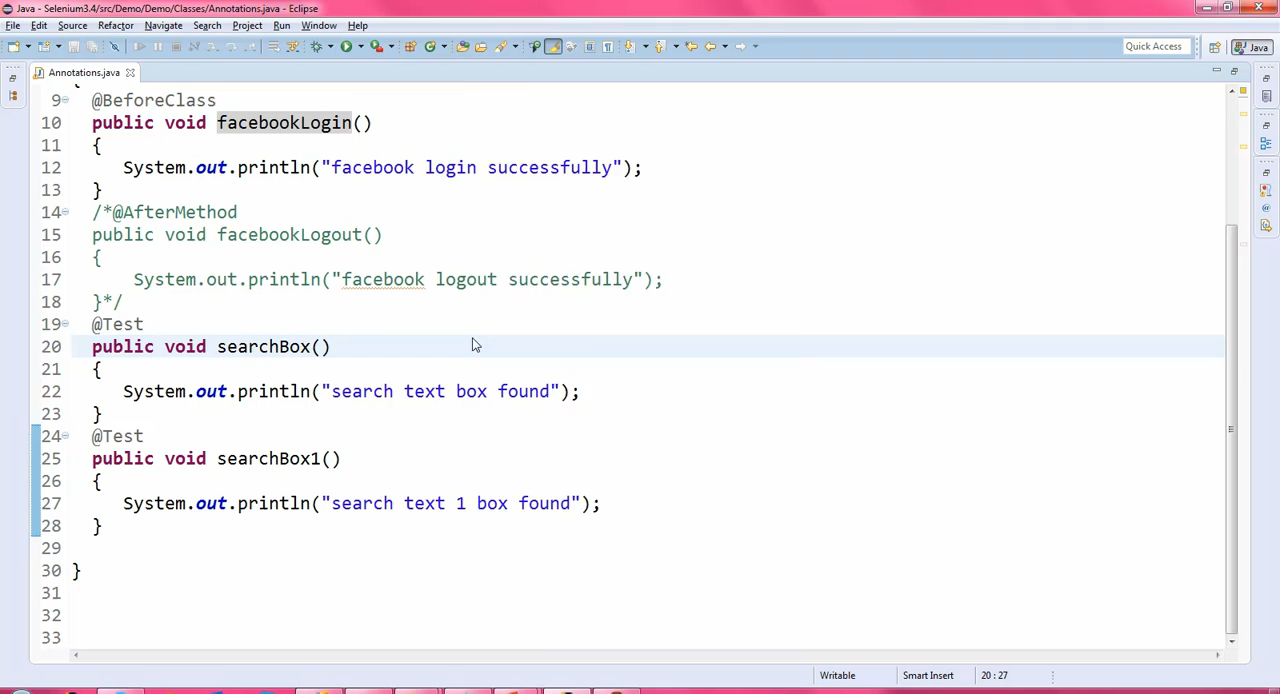 Java - Selenium3.4/src/Demo/Demo/Classes/Annotations.java - Eclipse
File Edit Source Refactor Navigate Search Project Run Window Help
Quick Access
Java
Annotations.java
{
9 @BeforeClass
10 public void facebookLogin()
11 {
12 System.out.println("facebook login successfully");
13 }
14 /*@AfterMethod
15 public void facebookLogout()
16 {
17 System.out.println("facebook logout successfully");
18 }*/
19 @Test
20 public void searchBox()
21 {
22 System.out.println("search text box found");
23 }
24 @Test
25 public void searchBox1()
26 {
27 System.out.println("search text 1 box found");
28 }
29
30 }
31
32
33
Writable Smart Insert 20 : 27